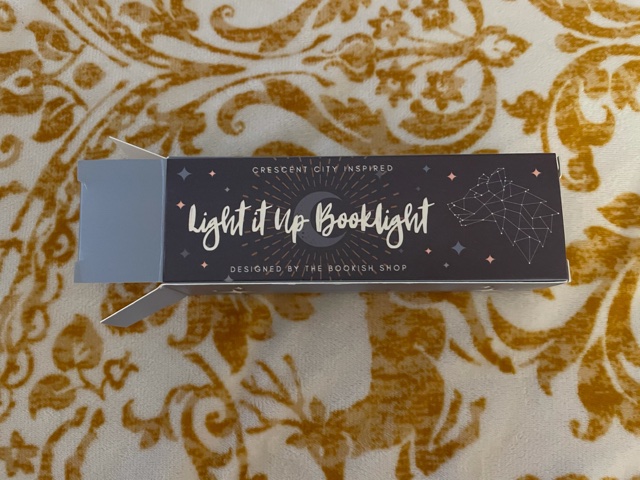 CRESCENT CITY INSPIRED
Light it Up Booklight
DESIGNED BY THE BOOKISH SHOP